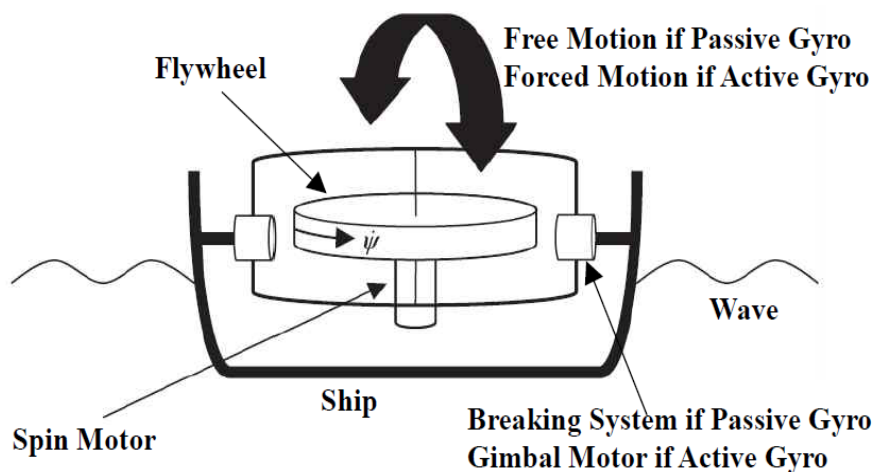 Free Motion if Passive Gyro
Forced Motion if Active Gyro
Flywheel
ψ̇
Wave
Ship
Breaking System if Passive Gyro
Gimbal Motor if Active Gyro
Spin Motor